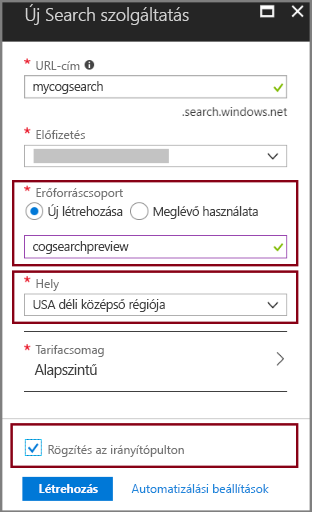 Új Search szolgáltatás
* URL-cím
mycogsearch
.search.windows.net
* Előfizetés
* Erőforráscsoport
Új létrehozása Meglévő használata
cogsearchpreview
* Hely
USA déli középső régiója
* Tarifacsomag
Alapszintű
Rögzítés az irányítópulton
Létrehozás Automatizálási beállítások